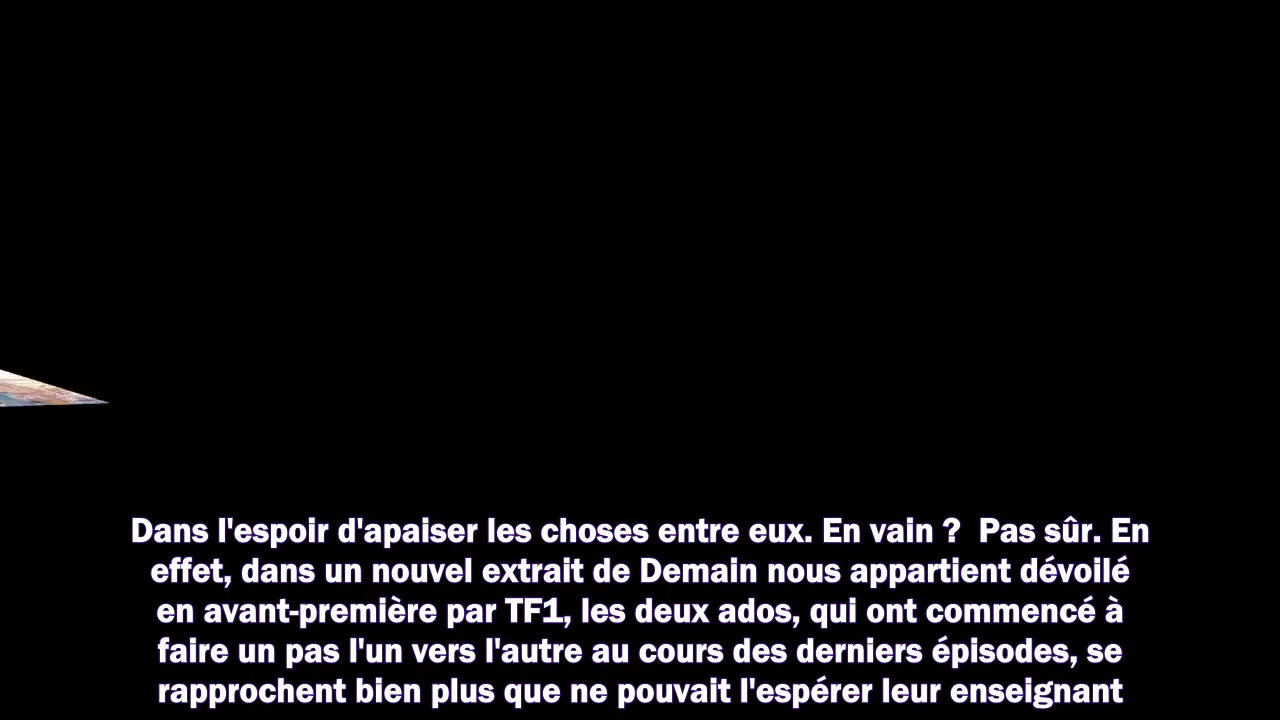 Dans l'espoir d'apaiser les choses entre eux. En vain ?  Pas sûr. En
effet, dans un nouvel extrait de Demain nous appartient dévoilé
en avant-première par TF1, les deux ados, qui ont commencé à
faire un pas l'un vers l'autre au cours des derniers épisodes, se
rapprochent bien plus que ne pouvait l'espérer leur enseignant